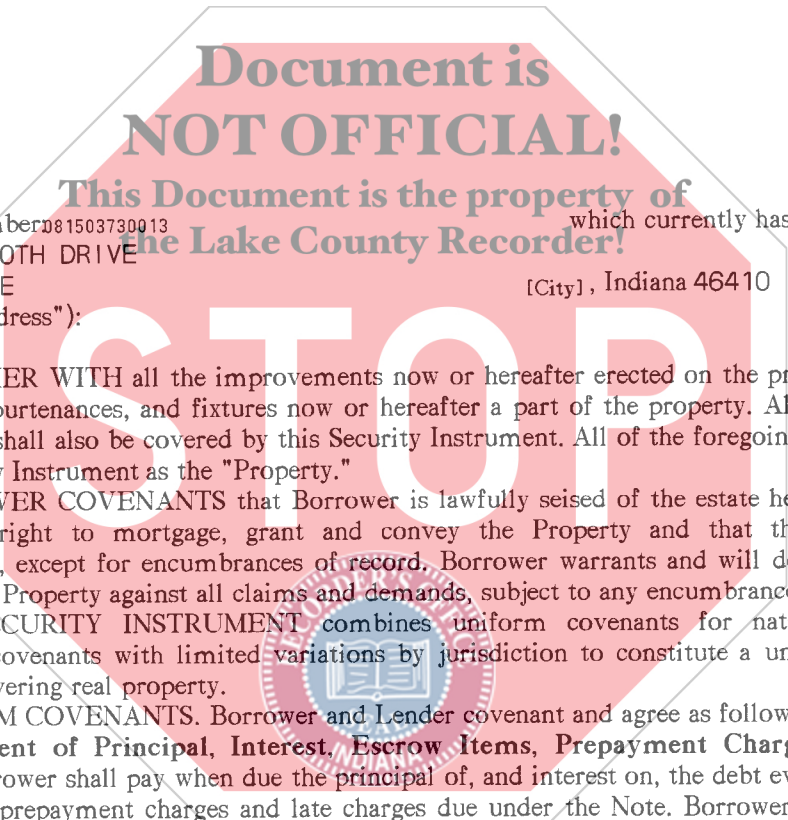 Document is
NOT OFFICIAL!
This Document is the property of
the Lake County Recorder!
ber: 081503730013 which currently has
OTH DRIVE
E [City], Indiana 46410
dress"):
STOP
ER WITH all the improvements now or hereafter erected on the pr
urtenances, and fixtures now or hereafter a part of the property. Al
shall also be covered by this Security Instrument. All of the foregoin
Instrument as the "Property."
VER COVENANTS that Borrower is lawfully seised of the estate he
right to mortgage, grant and convey the Property and that th
, except for encumbrances of record. Borrower warrants and will d
Property against all claims and demands, subject to any encumbranc
CURITY INSTRUMENT combines uniform covenants for nat
covenants with limited variations by jurisdiction to constitute a un
vering real property.
M COVENANTS. Borrower and Lender covenant and agree as follow
ent of Principal, Interest, Escrow Items, Prepayment Charg
rower shall pay when due the principal of, and interest on, the debt ev
prepayment charges and late charges due under the Note. Borrower
RECORDER'S OFFICE
SEAL
INDIANA